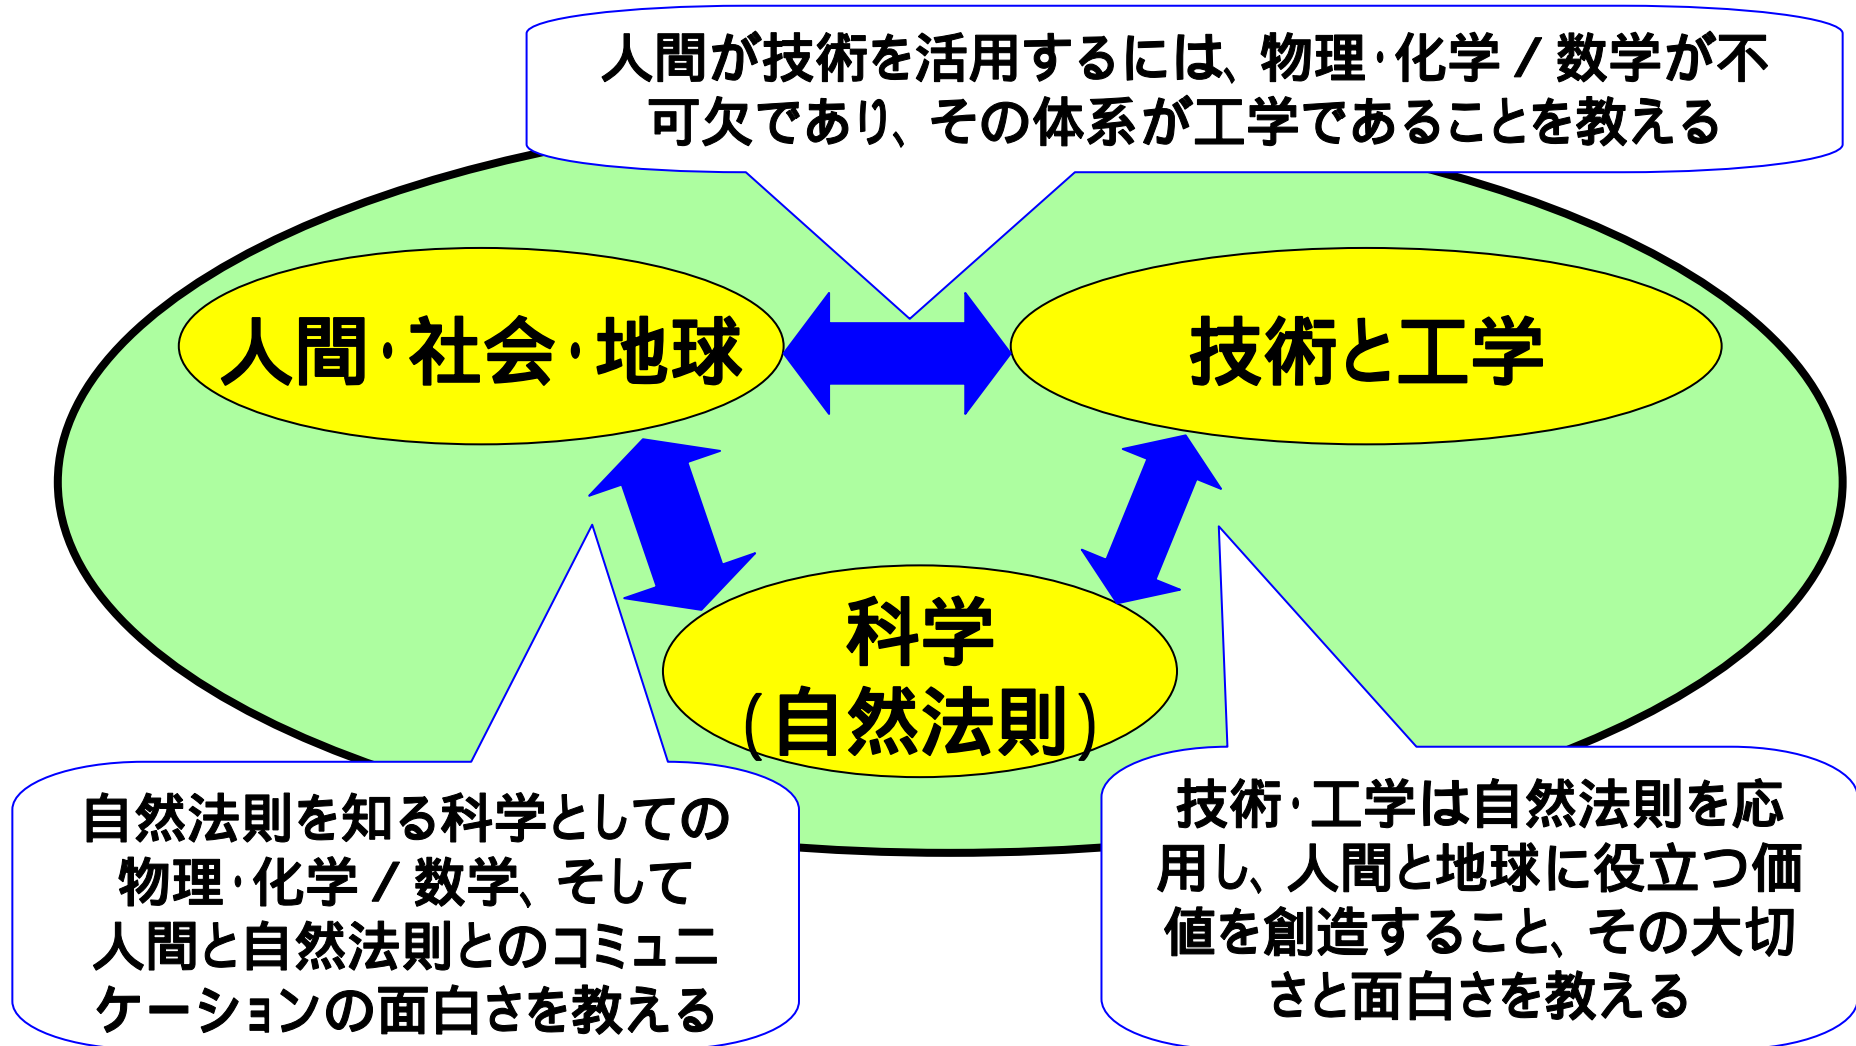 人間が技術を活用するには、物理・化学/数学が不
可欠であり、その体系が工学であることを教える
人間・社会・地球
技術と工学
科学
(自然法則)
自然法則を知る科学としての
物理・化学/数学、そして
人間と自然法則とのコミュニ
ケーションの面白さを教える
技術・工学は自然法則を応
用し、人間と地球に役立つ価
値を創造すること、その大切
さと面白さを教える